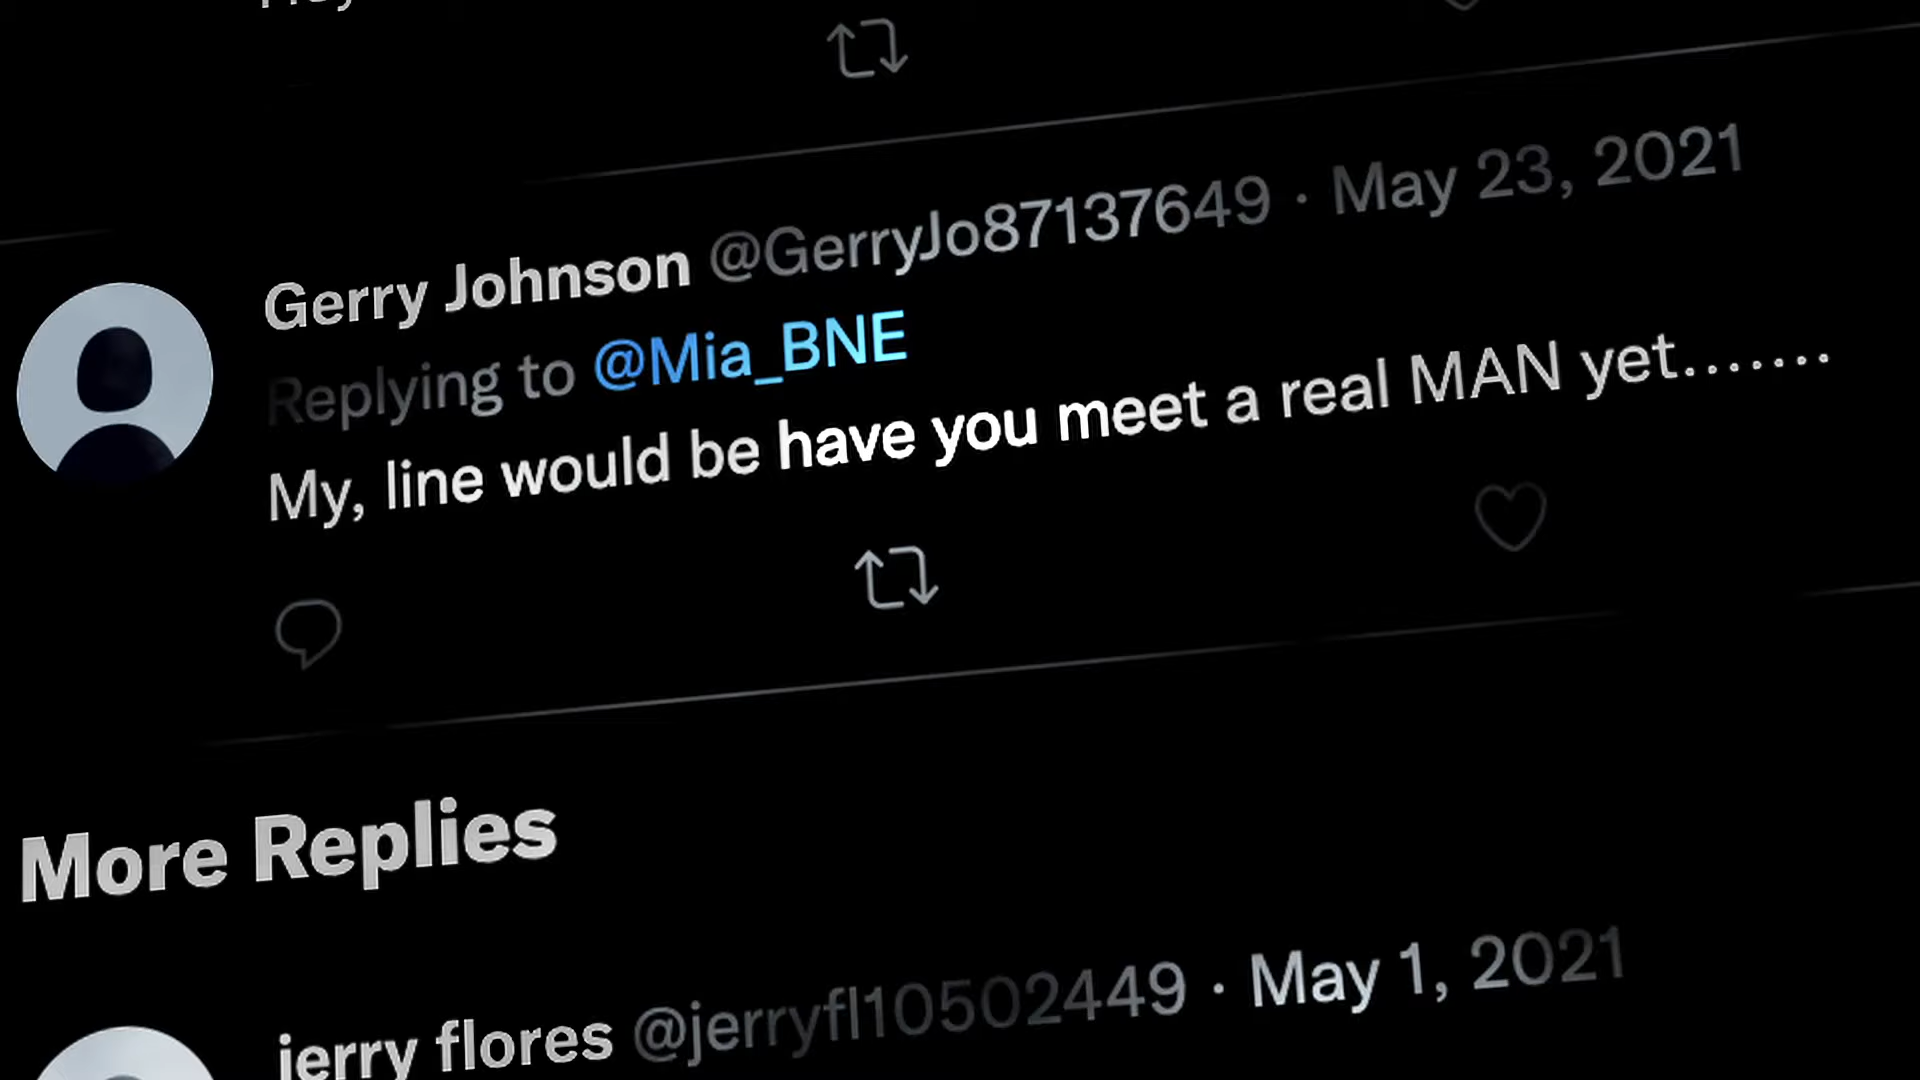 Gerry Johnson @GerryJo87137649 · May 23, 2021
Replying to @Mia_BNE
My, line would be have you meet a real MAN yet.......
More Replies
jerry flores @jerryfl10502449 · May 1, 2021